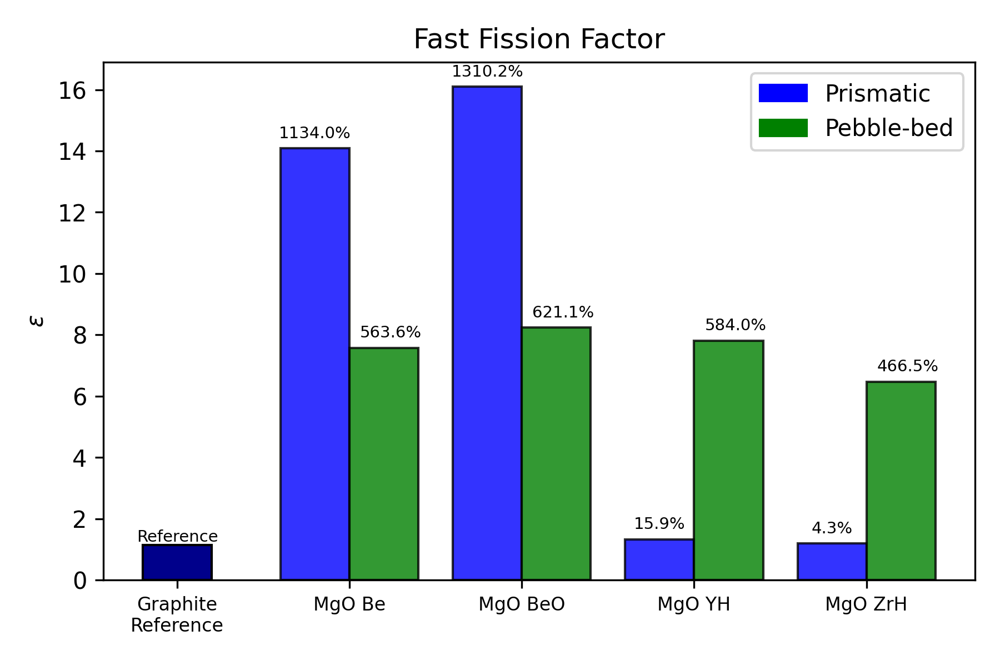 Fast Fission Factor
Prismatic
Pebble-bed
ε
16
14
12
10
8
6
4
2
0
Reference
1134.0%
563.6%
1310.2%
621.1%
15.9%
584.0%
4.3%
466.5%
Graphite
Reference
MgO Be
MgO BeO
MgO YH
MgO ZrH